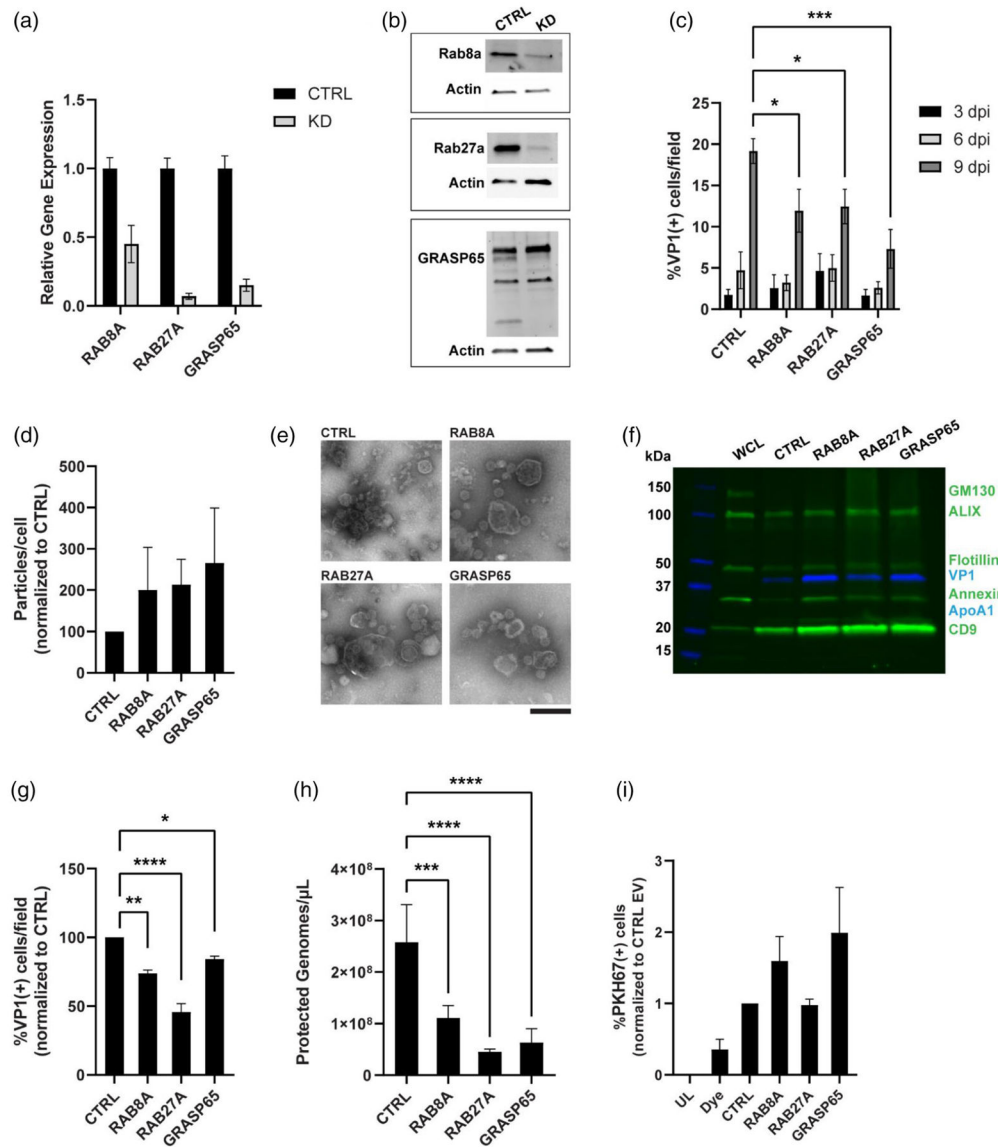 (a)
Relative Gene Expression
1.5
1.0
0.5
0.0
RAB8A
RAB27A
GRASP65
CTRL
KD
(b)
CTRL
KD
Rab8a
Actin
Rab27a
Actin
GRASP65
Actin
(c)
***
*
*
%VP1(+) cells/field
25
20
15
10
5
0
CTRL
RAB8A
RAB27A
GRASP65
3 dpi
6 dpi
9 dpi
(d)
Particles/cell
(normalized to CTRL)
500
400
300
200
100
0
CTRL
RAB8A
RAB27A
GRASP65
(e)
CTRL
RAB8A
RAB27A
GRASP65
(f)
kDa
WCL
CTRL
RAB8A
RAB27A
GRASP65
150
100
50
37
20
15
GM130
ALIX
Flotillin
VP1
Annexin
ApoA1
CD9
(g)
*
****
**
%VP1(+) cells/field
(normalized to CTRL)
150
100
50
0
CTRL
RAB8A
RAB27A
GRASP65
(h)
****
****
***
Protected Genomes/µL
4×10⁸
3×10⁸
2×10⁸
1×10⁸
0
CTRL
RAB8A
RAB27A
GRASP65
(i)
%PKH67(+) cells
(normalized to CTRL EV)
3
2
1
0
UL
Dye
CTRL
RAB8A
RAB27A
GRASP65